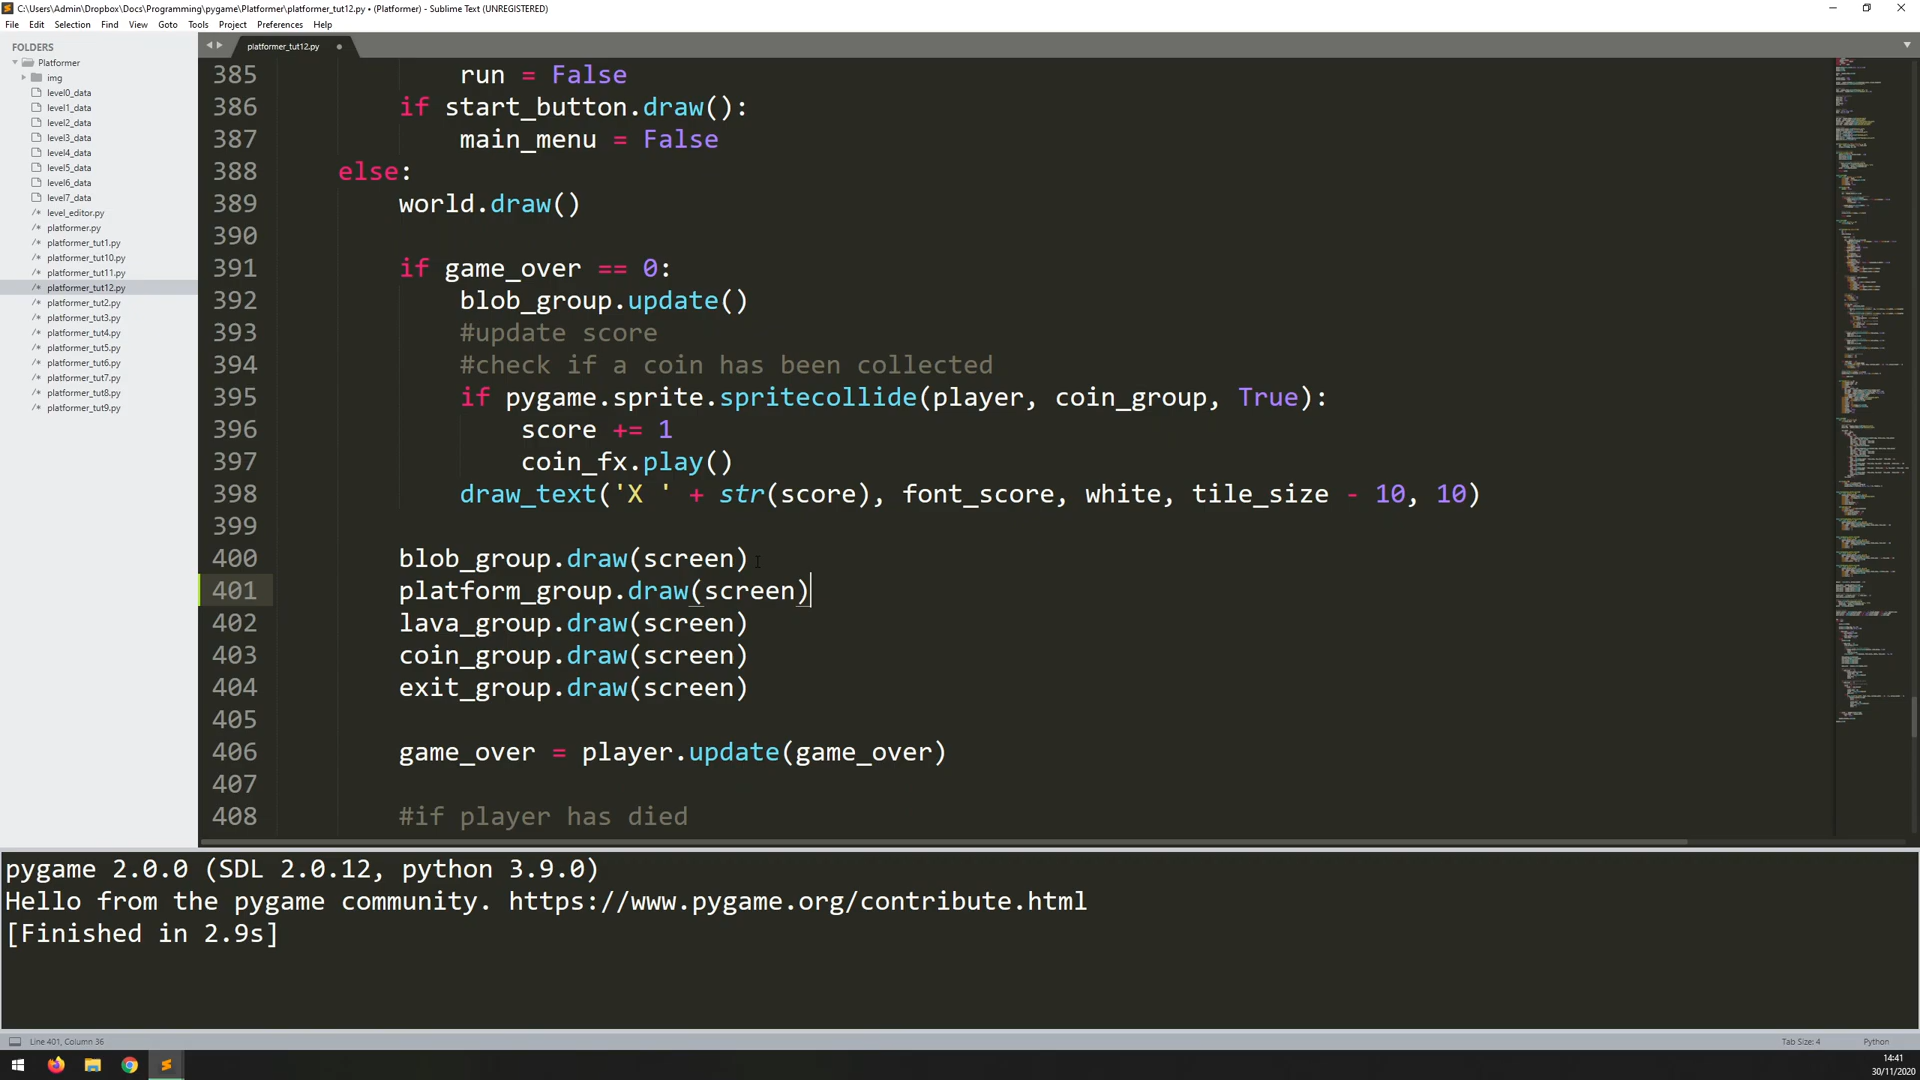 C:\Users\Admin\Dropbox\Docs\Programming\pygame\Platformer\platformer_tut12.py • (Platformer) - Sublime Text (UNREGISTERED)
File Edit Selection Find View Goto Tools Project Preferences Help
FOLDERS
Platformer
img
level0_data
level1_data
level2_data
level3_data
level4_data
level5_data
level6_data
level7_data
level_editor.py
platformer.py
platformer_tut1.py
platformer_tut10.py
platformer_tut11.py
platformer_tut12.py
platformer_tut2.py
platformer_tut3.py
platformer_tut4.py
platformer_tut5.py
platformer_tut6.py
platformer_tut7.py
platformer_tut8.py
platformer_tut9.py
platformer_tut12.py
385 run = False
386 if start_button.draw():
387 main_menu = False
388 else:
389 world.draw()
390
391 if game_over == 0:
392 blob_group.update()
393 #update score
394 #check if a coin has been collected
395 if pygame.sprite.spritecollide(player, coin_group, True):
396 score += 1
397 coin_fx.play()
398 draw_text('X ' + str(score), font_score, white, tile_size - 10, 10)
399
400 blob_group.draw(screen)
401 platform_group.draw(screen)
402 lava_group.draw(screen)
403 coin_group.draw(screen)
404 exit_group.draw(screen)
405
406 game_over = player.update(game_over)
407
408 #if player has died
pygame 2.0.0 (SDL 2.0.12, python 3.9.0)
Hello from the pygame community. https://www.pygame.org/contribute.html
[Finished in 2.9s]
Line 401, Column 36
Tab Size: 4
Python
14:41
30/11/2020